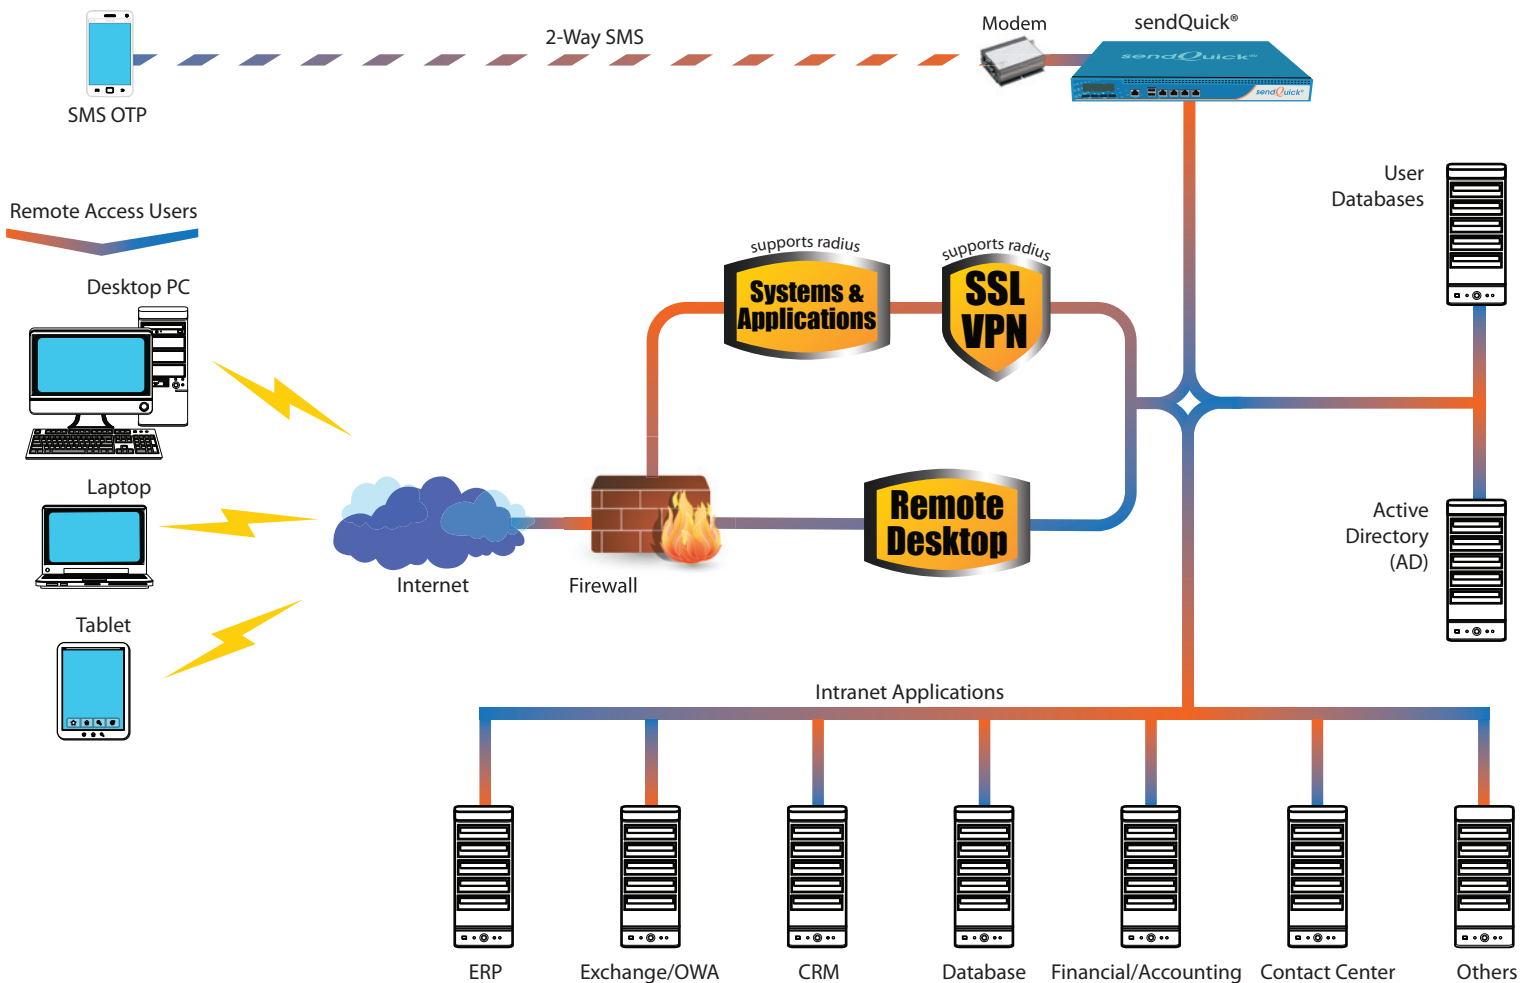 2-Way SMS
Modem
sendQuick®
sendQuick®
sendQuick®
SMS OTP
User
Databases
Remote Access Users
Desktop PC
supports radius
Systems &
Applications
supports radius
SSL
VPN
Laptop
Remote
Desktop
Active
Directory
(AD)
Internet
Firewall
Tablet
Intranet Applications
ERP
Exchange/OWA
CRM
Database
Financial/Accounting
Contact Center
Others